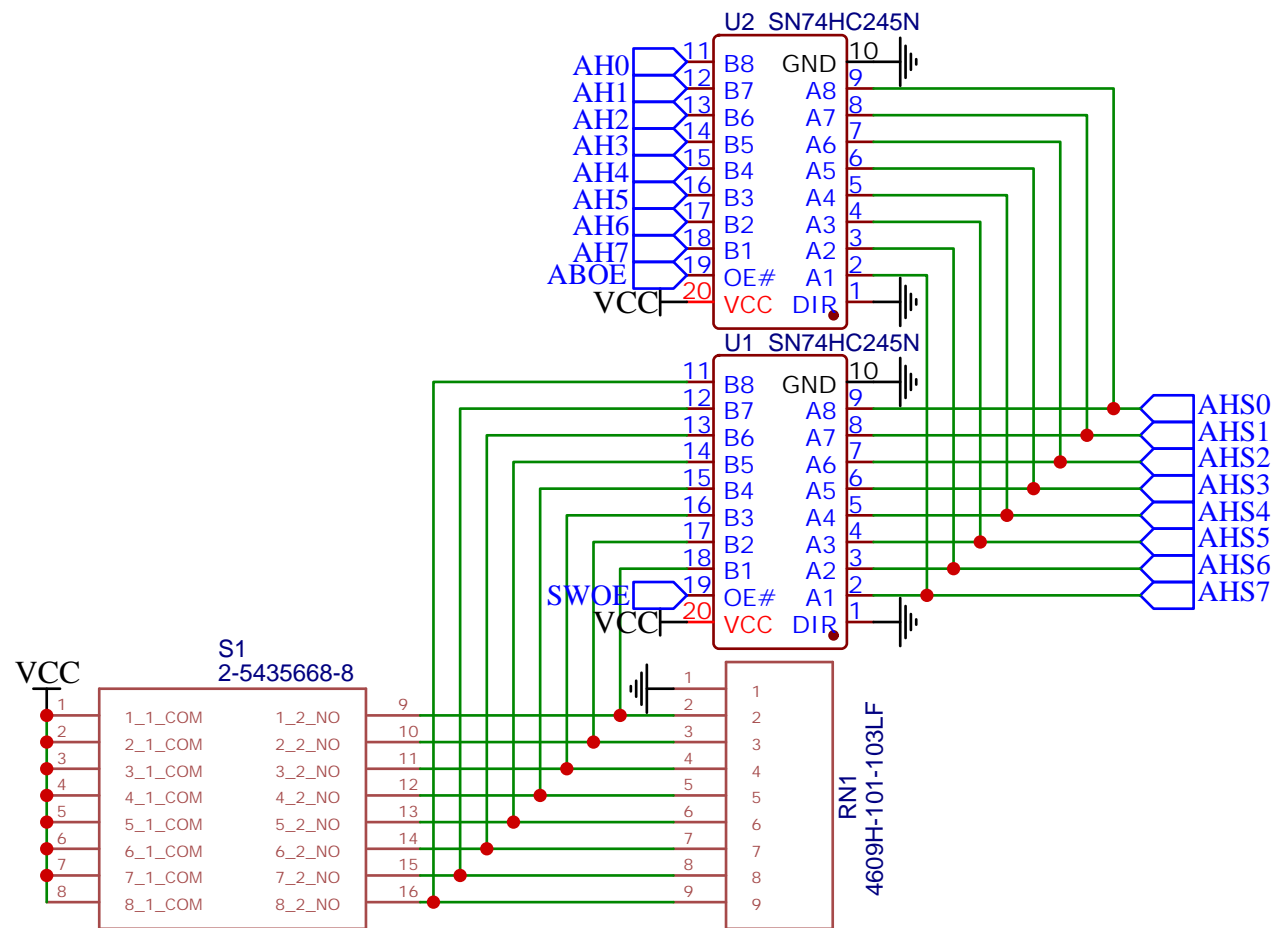 U2 SN74HC245N
AH0 11 B8 GND 10
AH1 12 B7 A8 9
AH2 13 B6 A7 8
AH3 14 B5 A6 7
AH4 15 B4 A5 6
AH5 16 B3 A4 5
AH6 17 B2 A3 4
AH7 18 B1 A2 3
ABOE 19 OE# A1 2
VCC 20 VCC DIR 1
U1 SN74HC245N
11 B8 GND 10
12 B7 A8 9 AHS0
13 B6 A7 8 AHS1
14 B5 A6 7 AHS2
15 B4 A5 6 AHS3
16 B3 A4 5 AHS4
17 B2 A3 4 AHS5
18 B1 A2 3 AHS6
SWOE 19 OE# A1 2 AHS7
VCC 20 VCC DIR 1
S1
2-5435668-8
VCC
1 1_1_COM 1_2_NO 9
2 2_1_COM 2_2_NO 10
3 3_1_COM 3_2_NO 11
4 4_1_COM 4_2_NO 12
5 5_1_COM 5_2_NO 13
6 6_1_COM 6_2_NO 14
7 7_1_COM 7_2_NO 15
8 8_1_COM 8_2_NO 16
1 1
2 2
3 3
4 4
5 5
6 6
7 7
8 8
9 9
RN1
4609H-101-103LF